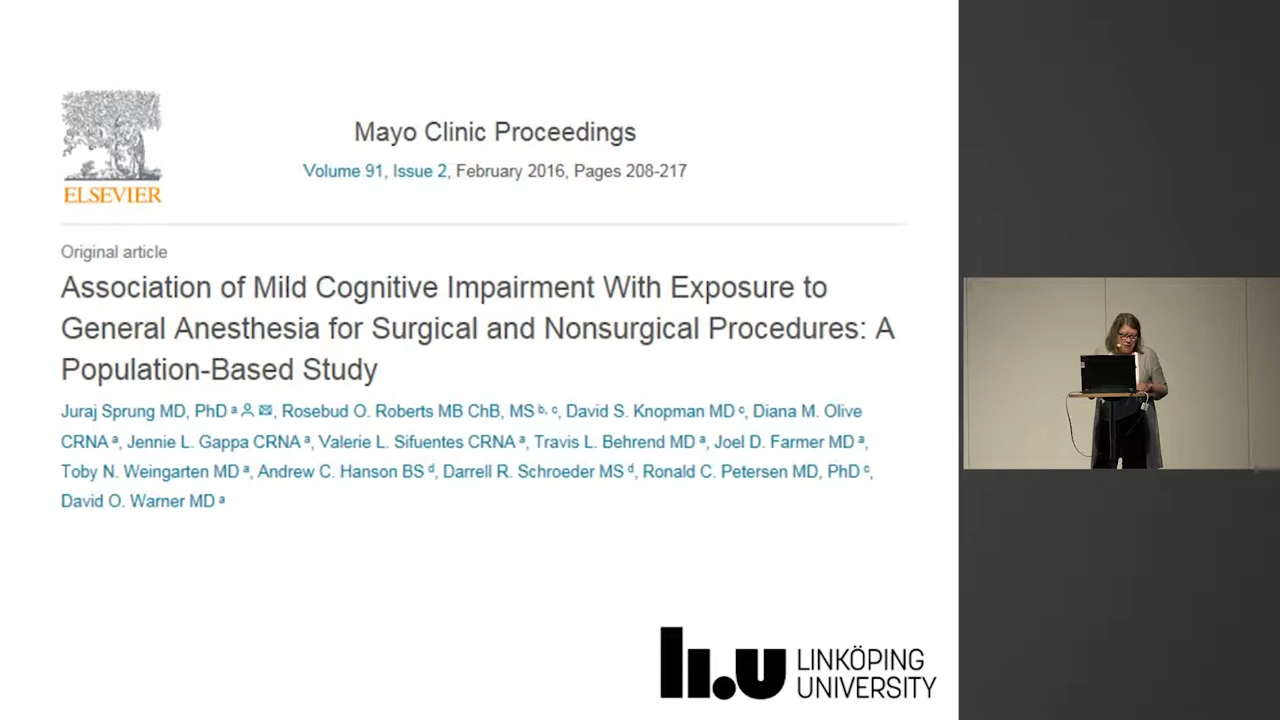 ELSEVIER
Mayo Clinic Proceedings
Volume 91, Issue 2, February 2016, Pages 208-217
Original article
Association of Mild Cognitive Impairment With Exposure to
General Anesthesia for Surgical and Nonsurgical Procedures: A
Population-Based Study
Juraj Sprung MD, PhD a, Rosebud O. Roberts MB ChB, MS b, c, David S. Knopman MD c, Diana M. Olive
CRNA a, Jennie L. Gappa CRNA a, Valerie L. Sifuentes CRNA a, Travis L. Behrend MD a, Joel D. Farmer MD a,
Toby N. Weingarten MD a, Andrew C. Hanson BS d, Darrell R. Schroeder MS d, Ronald C. Petersen MD, PhD c,
David O. Warner MD a
li.u LINKÖPING
UNIVERSITY